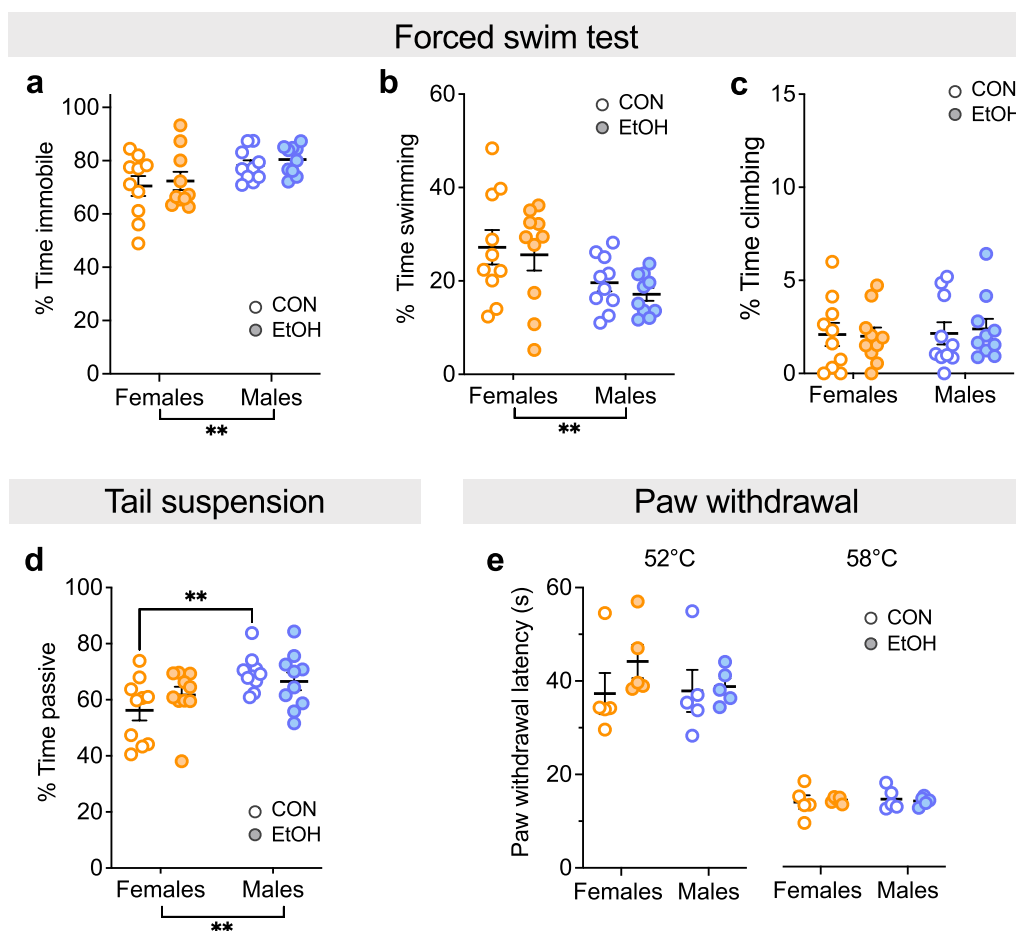 Forced swim test
a
% Time immobile
100
80
60
40
20
0
CON
EtOH
Females Males
**
b
% Time swimming
60
40
20
0
CON
EtOH
Females Males
**
c
% Time climbing
15
10
5
0
CON
EtOH
Females Males
Tail suspension
d
% Time passive
100
80
60
40
20
0
**
CON
EtOH
Females Males
**
Paw withdrawal
e
52°C 58°C
Paw withdrawal latency (s)
60
40
20
0
CON
EtOH
Females Males Females Males